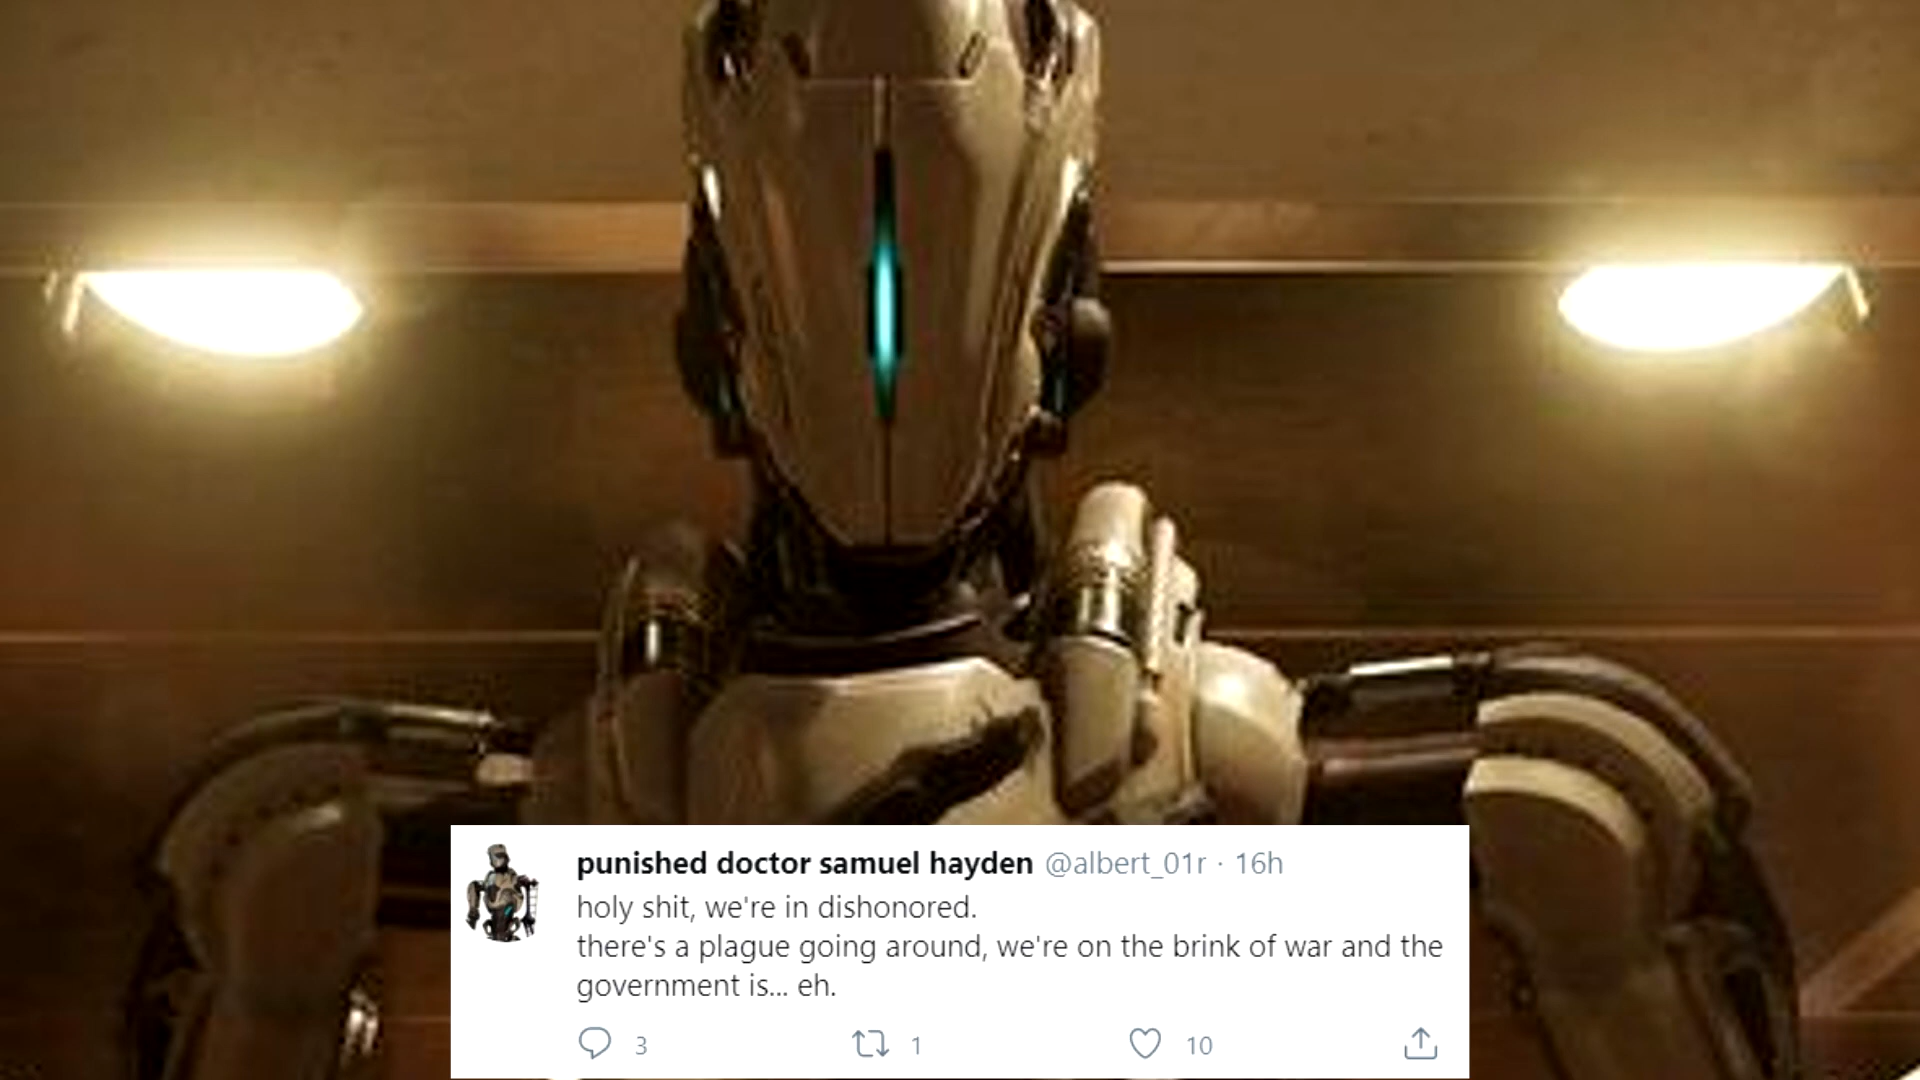 punished doctor samuel hayden @albert_01r · 16h
holy shit, we're in dishonored.
there's a plague going around, we're on the brink of war and the
government is... eh.
3 1 10